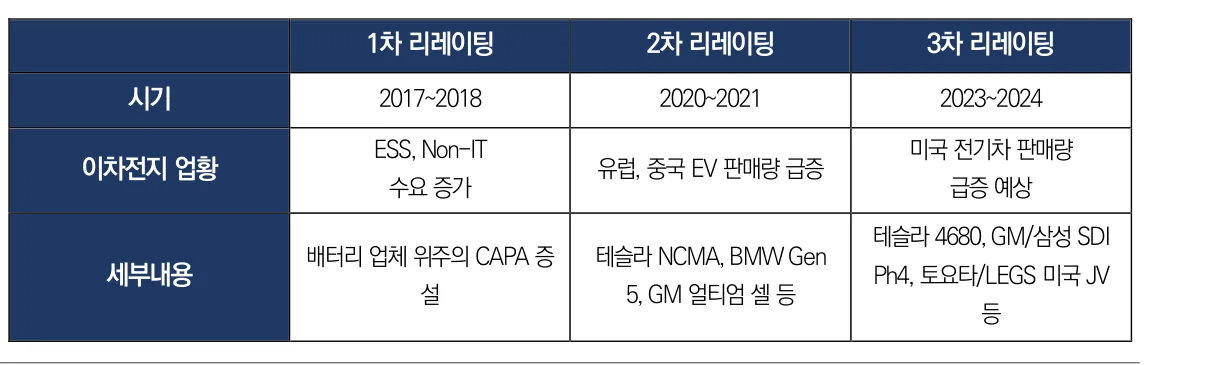 1차 리레이팅 2차 리레이팅 3차 리레이팅
시기 2017~2018 2020~2021 2023~2024
이차전지 업황
ESS, Non-IT
수요 증가
유럽, 중국 EV 판매량 급증
미국 전기차 판매량
급증 예상
세부내용
배터리 업체 위주의 CAPA 증
설
테슬라 NCMA, BMW Gen
5, GM 얼티엄 셀 등
테슬라 4680, GM/삼성 SDI
Ph4, 토요타/LEGS 미국 JV
등